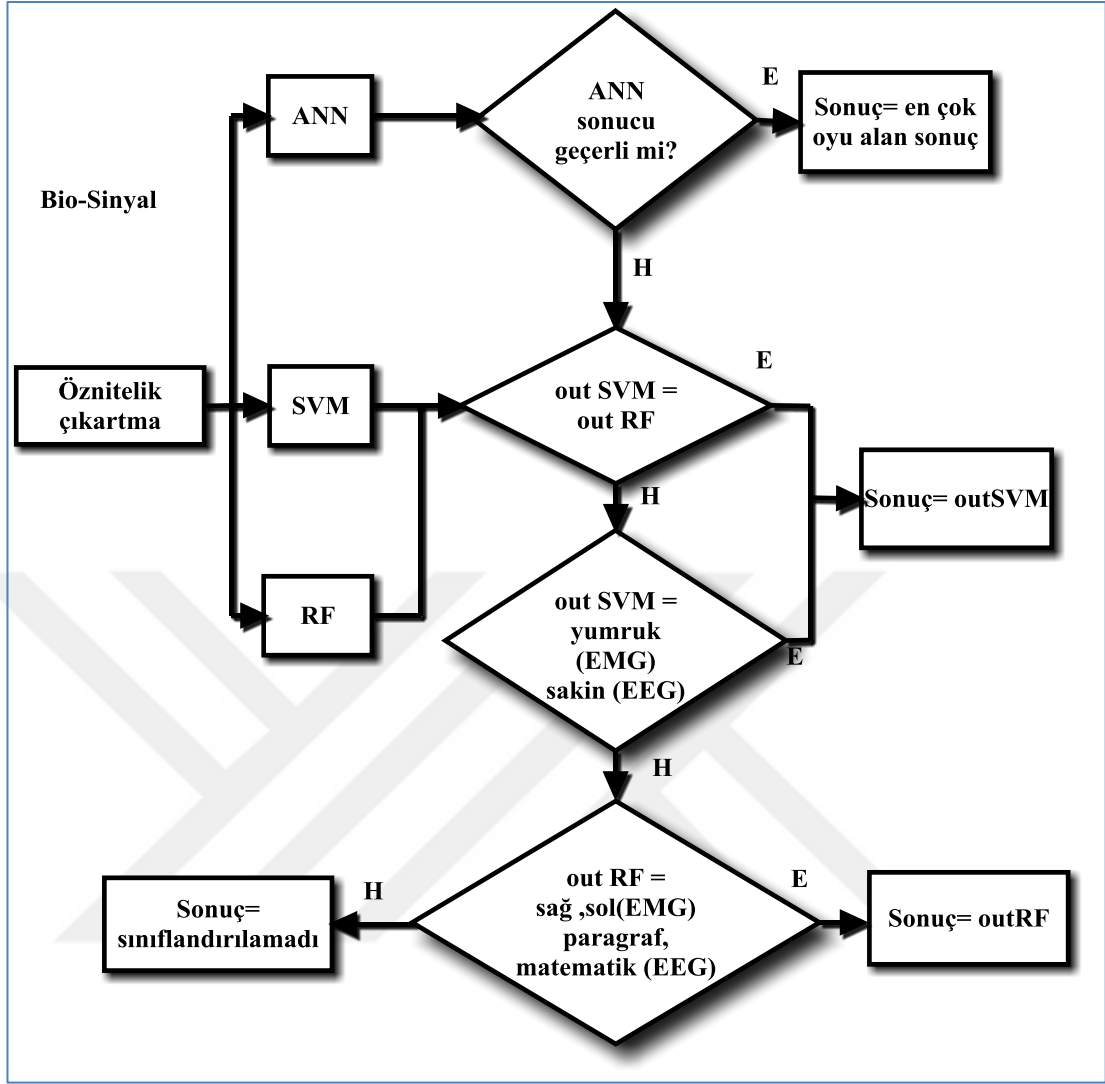 ANN
ANN
sonucu
geçerli mi?
E
Sonuç= en çok
oyu alan sonuç
Bio-Sinyal
H
Öznitelik
çıkartma
SVM
out SVM =
out RF
E
H
Sonuç= outSVM
RF
out SVM =
yumruk
(EMG)
sakin (EEG)
E
H
out RF =
sağ ,sol(EMG)
paragraf,
matematik (EEG)
H
Sonuç=
sınıflandırılamadı
E
Sonuç= outRF